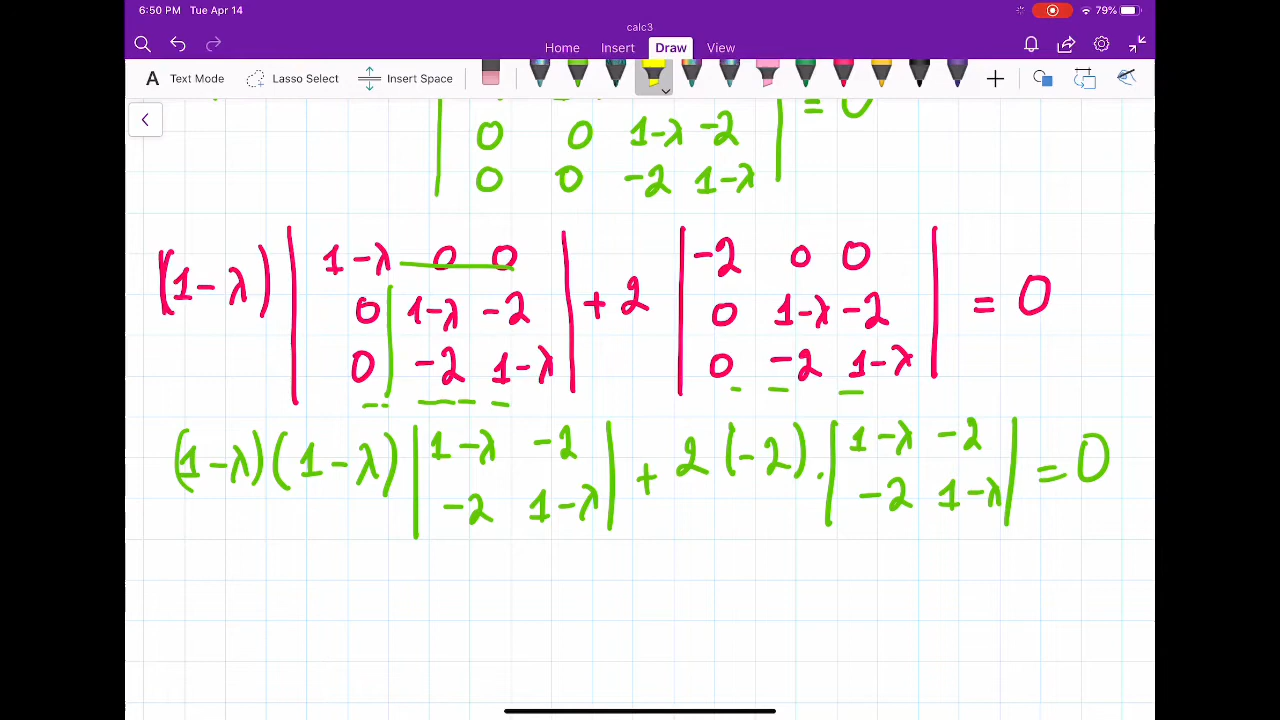 6:50 PM Tue Apr 14
79%
calc3
Home Insert Draw View
A Text Mode Lasso Select Insert Space
= 0
0 0 1-λ -2
0 0 -2 1-λ
(1-λ) | 1-λ 0 0 | + 2 | -2 0 0 | = 0
0 1-λ -2 0 1-λ -2
0 -2 1-λ 0 -2 1-λ
(1-λ)(1-λ) | 1-λ -2 | + 2(-2). | 1-λ -2 | = 0
-2 1-λ -2 1-λ